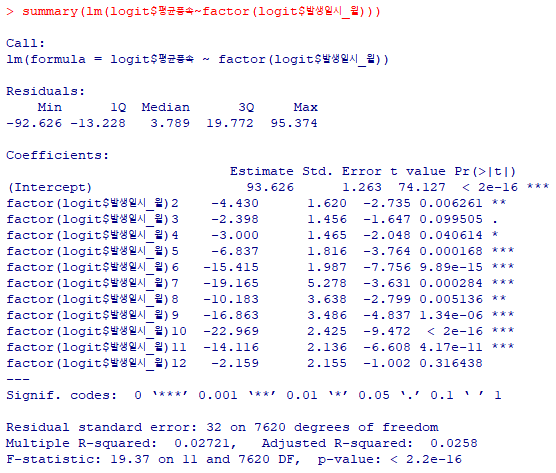 > summary(lm(logit$평균풍속~factor(logit$발생일시_월)))
Call:
lm(formula = logit$평균풍속 ~ factor(logit$발생일시_월))
Residuals:
Min 1Q Median 3Q Max
-92.626 -13.228 3.789 19.772 95.374
Coefficients:
Estimate Std. Error t value Pr(>|t|)
(Intercept) 93.626 1.263 74.127 < 2e-16 ***
factor(logit$발생일시_월)2 -4.430 1.620 -2.735 0.006261 **
factor(logit$발생일시_월)3 -2.398 1.456 -1.647 0.099505 .
factor(logit$발생일시_월)4 -3.000 1.465 -2.048 0.040614 *
factor(logit$발생일시_월)5 -6.837 1.816 -3.764 0.000168 ***
factor(logit$발생일시_월)6 -15.415 1.987 -7.756 9.89e-15 ***
factor(logit$발생일시_월)7 -19.165 5.278 -3.631 0.000284 ***
factor(logit$발생일시_월)8 -10.183 3.638 -2.799 0.005136 **
factor(logit$발생일시_월)9 -16.863 3.486 -4.837 1.34e-06 ***
factor(logit$발생일시_월)10 -22.969 2.425 -9.472 < 2e-16 ***
factor(logit$발생일시_월)11 -14.116 2.136 -6.608 4.17e-11 ***
factor(logit$발생일시_월)12 -2.159 2.155 -1.002 0.316438
---
Signif. codes: 0 ‘***’ 0.001 ‘**’ 0.01 ‘*’ 0.05 ‘.’ 0.1 ‘ ’ 1
Residual standard error: 32 on 7620 degrees of freedom
Multiple R-squared: 0.02721, Adjusted R-squared: 0.0258
F-statistic: 19.37 on 11 and 7620 DF, p-value: < 2.2e-16